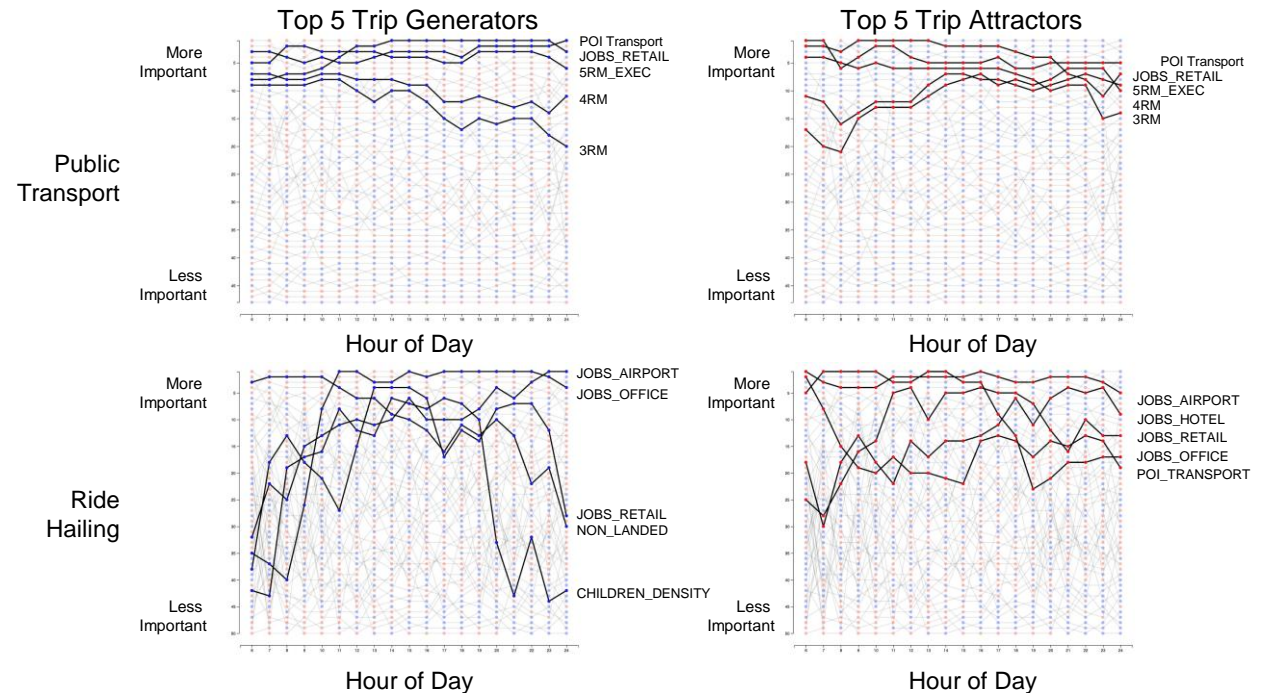 Top 5 Trip Generators
Top 5 Trip Attractors
Public
Transport
More
Important
Less
Important
POI Transport
JOBS_RETAIL
5RM_EXEC
4RM
3RM
Hour of Day
More
Important
Less
Important
POI Transport
JOBS_RETAIL
5RM_EXEC
4RM
3RM
Hour of Day
Ride
Hailing
More
Important
Less
Important
JOBS_AIRPORT
JOBS_OFFICE
JOBS_RETAIL
NON_LANDED
CHILDREN_DENSITY
Hour of Day
More
Important
Less
Important
JOBS_AIRPORT
JOBS_HOTEL
JOBS_RETAIL
JOBS_OFFICE
POI_TRANSPORT
Hour of Day